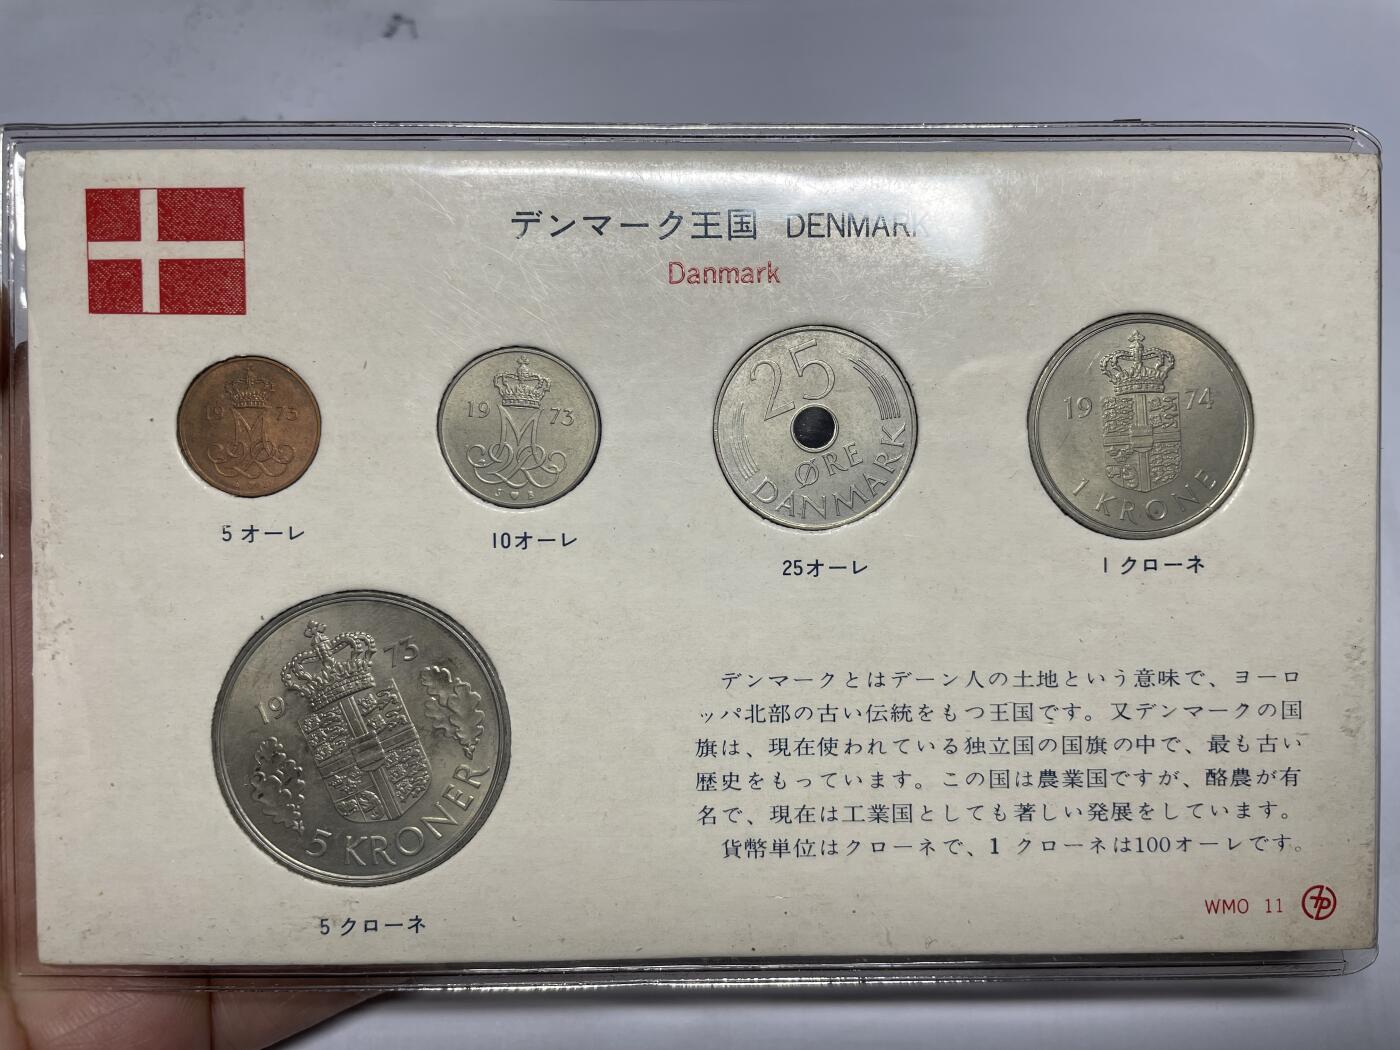 デンマーク王国 DENMARK
Danmark
1973
5オーレ
1973
S♥B
10オーレ
25
ØRE
DANMARK
25オーレ
1974
1 KRONE
1クローネ
1973
5 KRONER
5クローネ
デンマークとはデーン人の土地という意味で、ヨーロ
ッパ北部の古い伝統をもつ王国です。又デンマークの国
旗は、現在使われている独立国の国旗の中で、最も古い
歴史をもっています。この国は農業国ですが、酪農が有
名で、現在は工業国としても著しい発展をしています。
貨幣単位はクローネで、1 クローネは100オーレです。
WMO 11